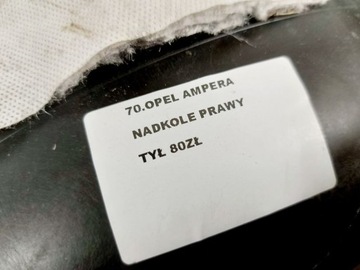 70.OPEL AMPERA
NADKOLE PRAWY
TYŁ 80ZŁ